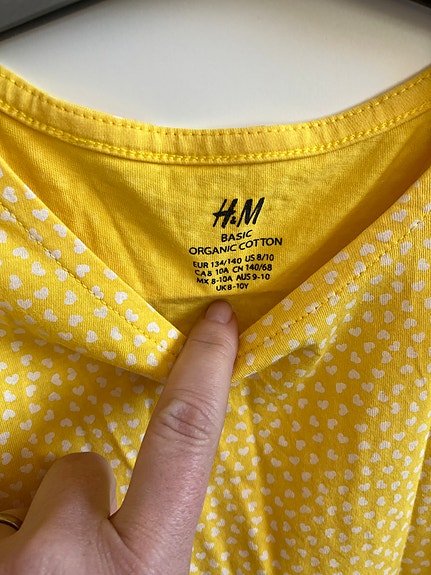 H&M
BASIC
ORGANIC COTTON
EUR 134/140 US 8/10
CA8 10A CN 140/68
MX 8-10A AUS 9-10
UK8-10Y